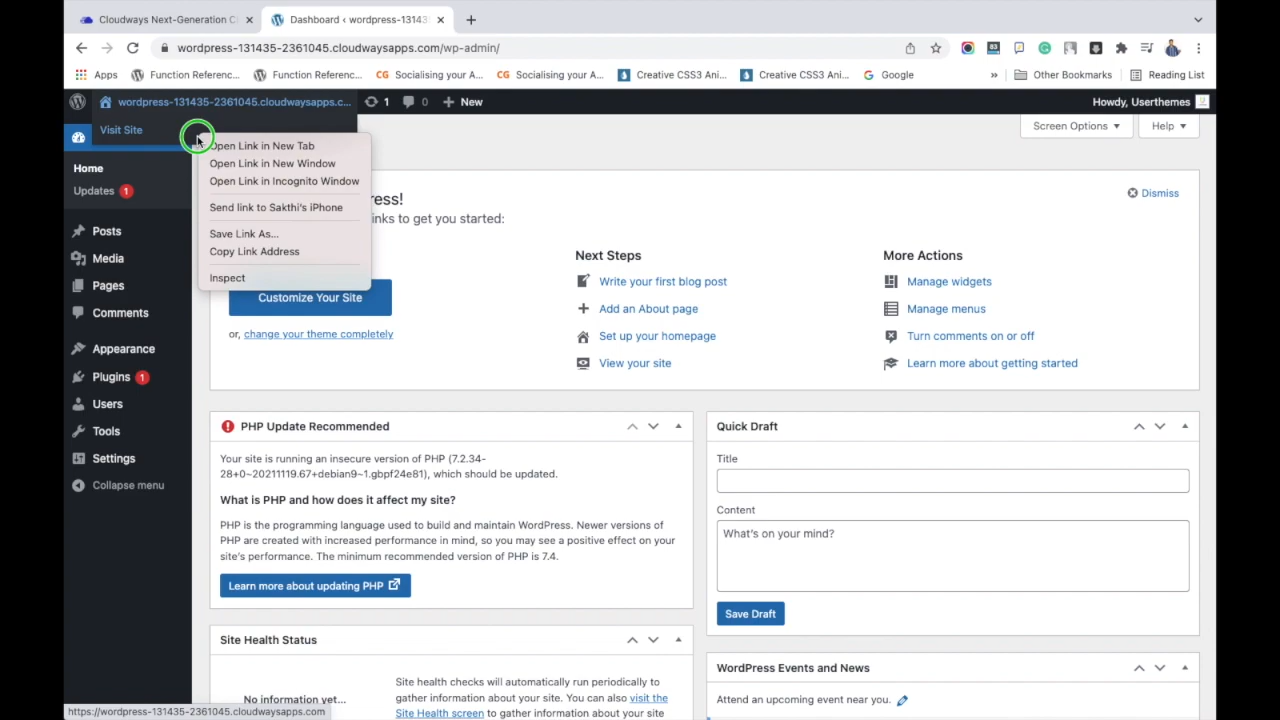 Cloudways Next-Generation C
Dashboard ‹ wordpress-13143
wordpress-131435-2361045.cloudwaysapps.com/wp-admin/
Apps
Function Referenc...
Function Referenc...
CG Socialising your A...
CG Socialising your A...
Creative CSS3 Ani...
Creative CSS3 Ani...
Google
»
Other Bookmarks
Reading List
wordpress-131435-2361045.cloudwaysapps.c...
1
0
New
Howdy, Userthemes
Visit Site
Screen Options
Help
Open Link in New Tab
Open Link in New Window
Open Link in Incognito Window
Send link to Sakthi's iPhone
Save Link As...
Copy Link Address
Inspect
Home
Updates 1
Posts
Media
Pages
Comments
Appearance
Plugins 1
Users
Tools
Settings
Collapse menu
ress!
inks to get you started:
Dismiss
Customize Your Site
or, change your theme completely
Next Steps
Write your first blog post
Add an About page
Set up your homepage
View your site
More Actions
Manage widgets
Manage menus
Turn comments on or off
Learn more about getting started
PHP Update Recommended
Your site is running an insecure version of PHP (7.2.34-
28+0~20211119.67+debian9~1.gbpf24e81), which should be updated.
What is PHP and how does it affect my site?
PHP is the programming language used to build and maintain WordPress. Newer versions of
PHP are created with increased performance in mind, so you may see a positive effect on your
site's performance. The minimum recommended version of PHP is 7.4.
Learn more about updating PHP
Quick Draft
Title
Content
What's on your mind?
Save Draft
Site Health Status
No information yet...
Site health checks will automatically run periodically to
gather information about your site. You can also visit the
Site Health screen to gather information about your site
WordPress Events and News
Attend an upcoming event near you.
https://wordpress-131435-2361045.cloudwaysapps.com